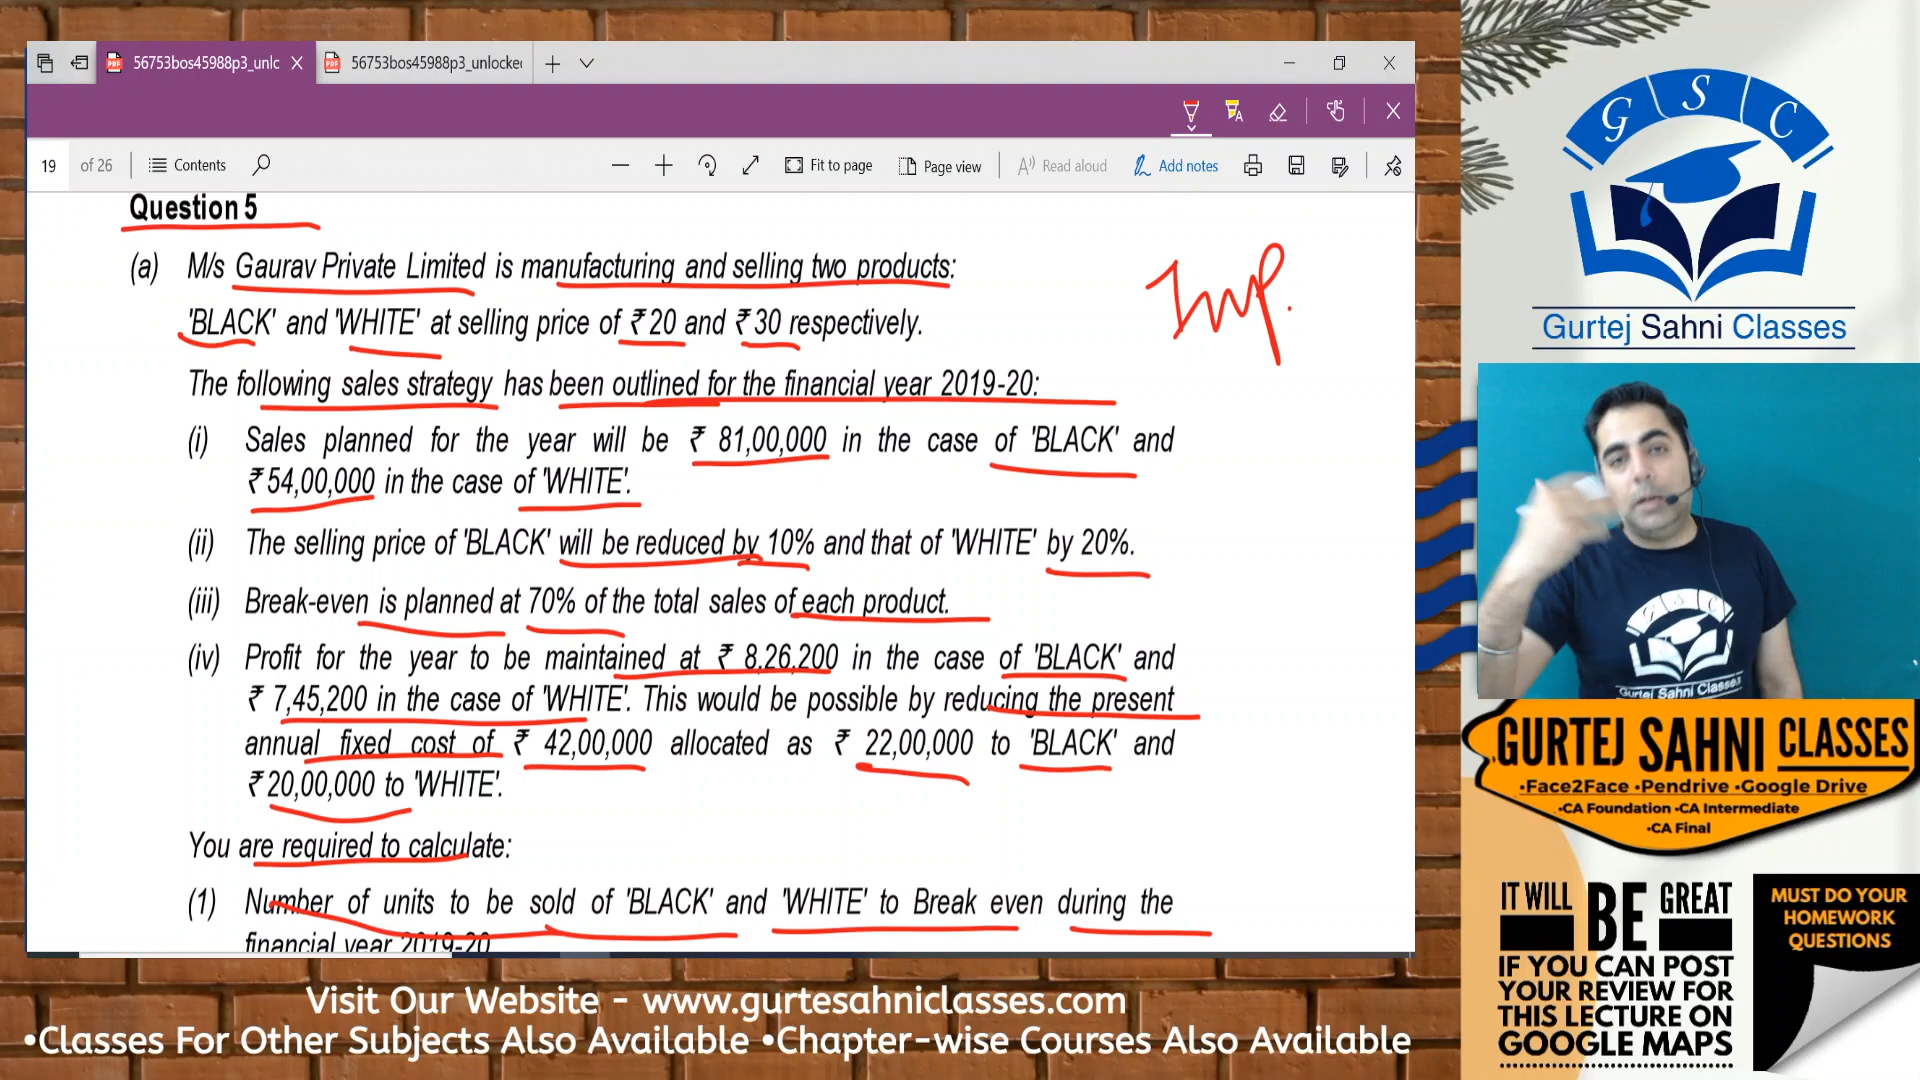 56753bos45988p3_unlc
56753bos45988p3_unlocke
19 of 26 Contents Fit to page Page view Read aloud Add notes
Question 5
Imp.
(a) M/s Gaurav Private Limited is manufacturing and selling two products:
'BLACK' and 'WHITE' at selling price of ₹ 20 and ₹ 30 respectively.
The following sales strategy has been outlined for the financial year 2019-20:
(i) Sales planned for the year will be ₹ 81,00,000 in the case of 'BLACK' and
₹ 54,00,000 in the case of 'WHITE'.
(ii) The selling price of 'BLACK' will be reduced by 10% and that of 'WHITE' by 20%.
(iii) Break-even is planned at 70% of the total sales of each product.
(iv) Profit for the year to be maintained at ₹ 8,26,200 in the case of 'BLACK' and
₹ 7,45,200 in the case of 'WHITE'. This would be possible by reducing the present
annual fixed cost of ₹ 42,00,000 allocated as ₹ 22,00,000 to 'BLACK' and
₹ 20,00,000 to 'WHITE'.
You are required to calculate:
(1) Number of units to be sold of 'BLACK' and 'WHITE' to Break even during the
financial year 2019-20
G S C
Gurtej Sahni Classes
G S C
Gurtej Sahni Classes
GURTEJ SAHNI CLASSES
•Face2Face •Pendrive •Google Drive
•CA Foundation •CA Intermediate
•CA Final
IT WILL BE GREAT
IF YOU CAN POST
YOUR REVIEW FOR
THIS LECTURE ON
GOOGLE MAPS
MUST DO YOUR
HOMEWORK
QUESTIONS
Visit Our Website - www.gurtesahniclasses.com
•Classes For Other Subjects Also Available •Chapter-wise Courses Also Available